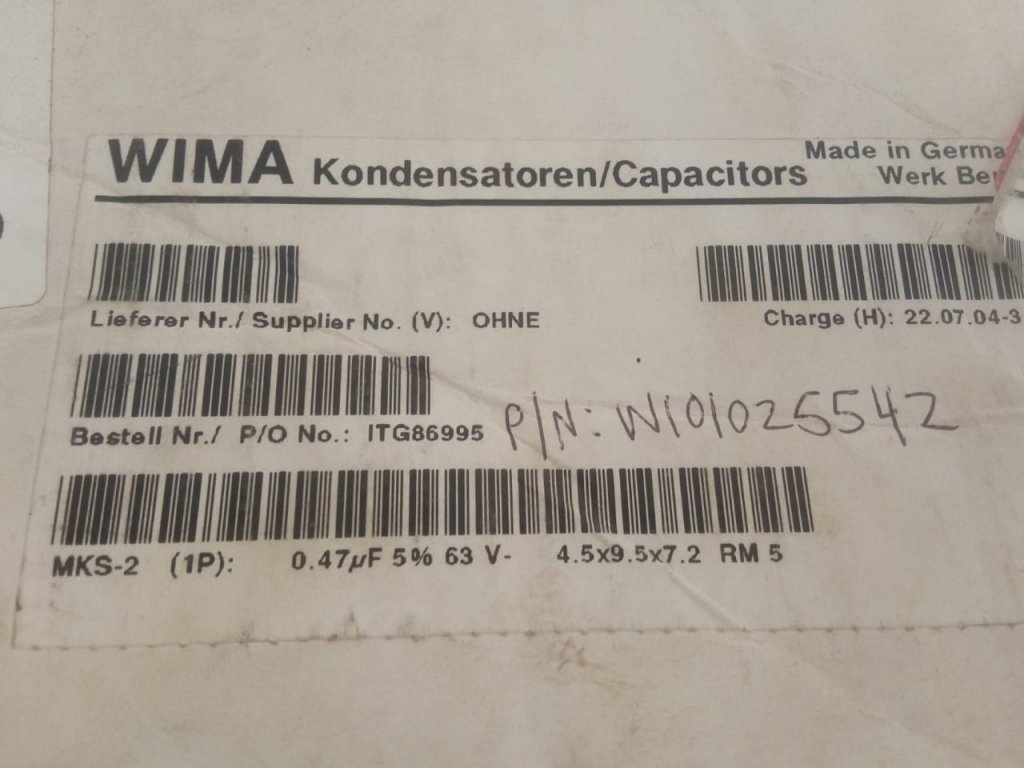 WIMA Kondensatoren/Capacitors
Made in Germa
Werk Ber
Lieferer Nr./ Supplier No. (V): OHNE
Charge (H): 22.07.04-3
Bestell Nr./ P/O No.: ITG86995
P/N: W101025542
MKS-2 (1P): 0.47µF 5% 63 V- 4.5x9.5x7.2 RM 5